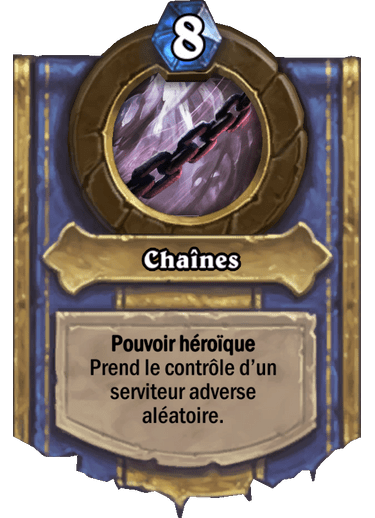 8
Chaînes
Pouvoir héroïque
Prend le contrôle d'un
serviteur adverse
aléatoire.